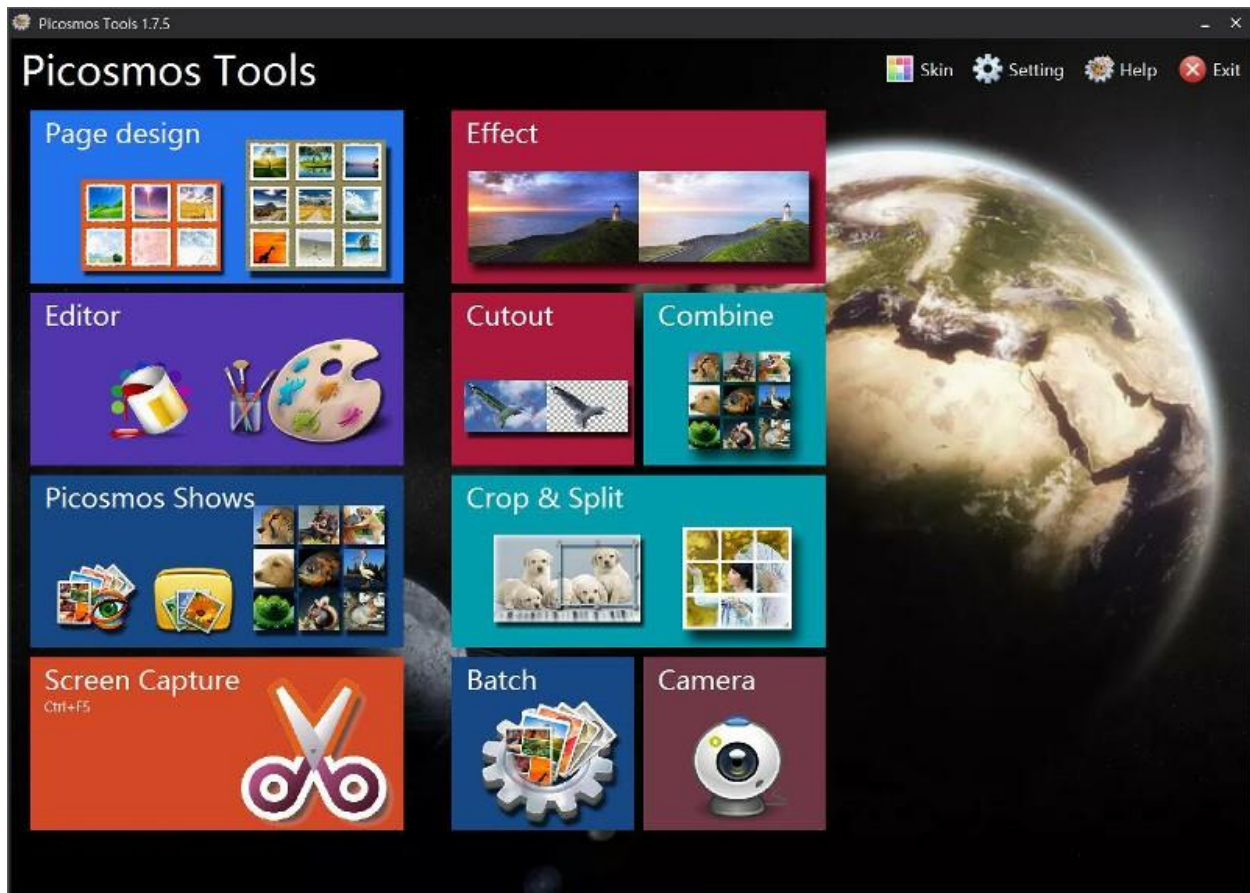 Picosmos Tools 1.7.5
Picosmos Tools
Skin
Setting
Help
Exit
Page design
Effect
Editor
Cutout
Combine
Picosmos Shows
Crop & Split
Screen Capture
Ctrl+F5
Batch
Camera